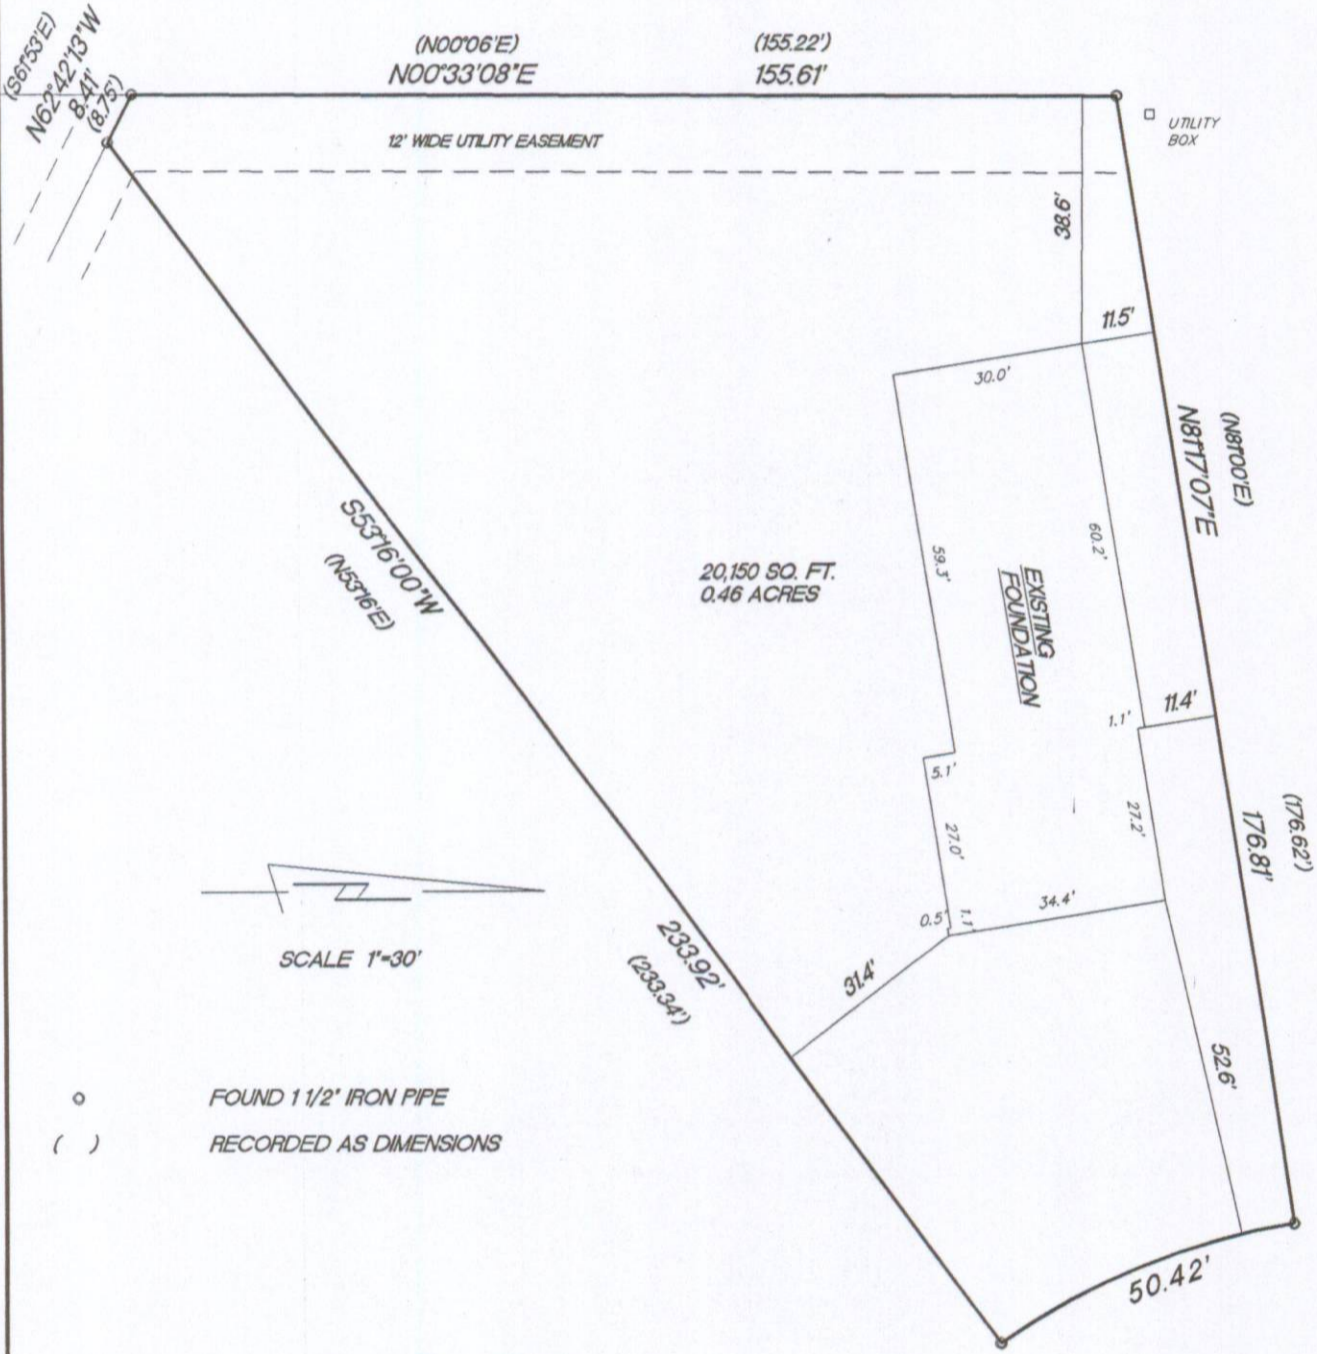 (S61°53'E)
N62°42'13"W
8.41'
(8.75')
(N00°06'E)
N00°33'08"E
(155.22')
155.61'
12' WIDE UTILITY EASEMENT
UTILITY
BOX
38.6'
11.5'
30.0'
(N81°00'E)
N81°17'07"E
60.2'
59.3'
EXISTING
FOUNDATION
20,150 SQ. FT.
0.46 ACRES
S53°16'00"W
(N53°16'E)
11.4'
1.1'
5.1'
27.2'
27.0'
(176.62')
176.81'
34.4'
0.5'
1.1'
31.4'
233.92'
(233.34')
SCALE 1"=30'
52.6'
50.42'
FOUND 1 1/2" IRON PIPE
( ) RECORDED AS DIMENSIONS